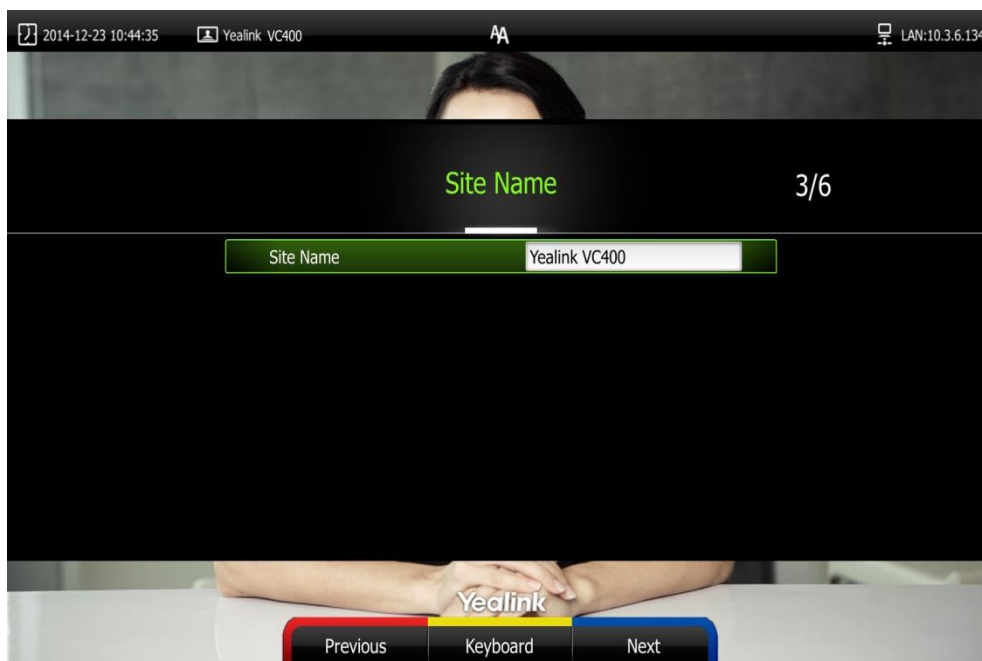 2014-12-23 10:44:35 Yealink VC400 AA LAN:10.3.6.134
Site Name 3/6
Site Name Yealink VC400
Yealink
Previous Keyboard Next